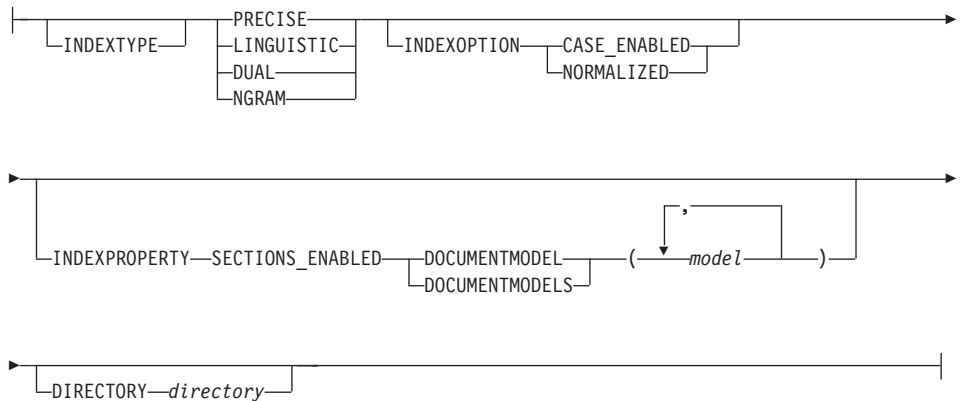 PRECISE
INDEXTYPE LINGUISTIC INDEXOPTION CASE_ENABLED
DUAL NORMALIZED
NGRAM
,
INDEXPROPERTY SECTIONS_ENABLED DOCUMENTMODEL ( model )
DOCUMENTMODELS
DIRECTORY directory